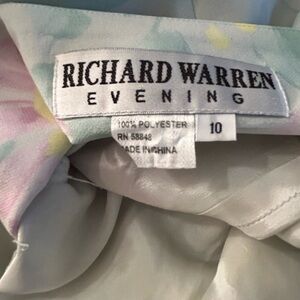 RICHARD WARREN
EVENING
100% POLYESTER
RN 58848
MADE IN CHINA
10